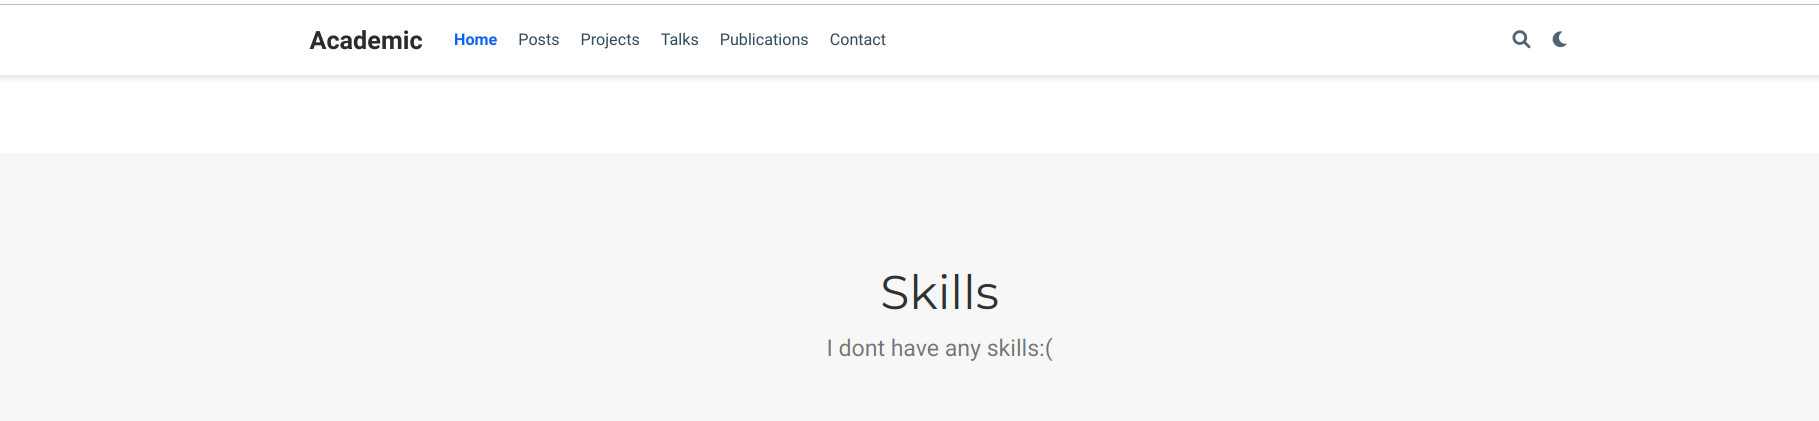 Academic Home Posts Projects Talks Publications Contact
Skills
I dont have any skills:(